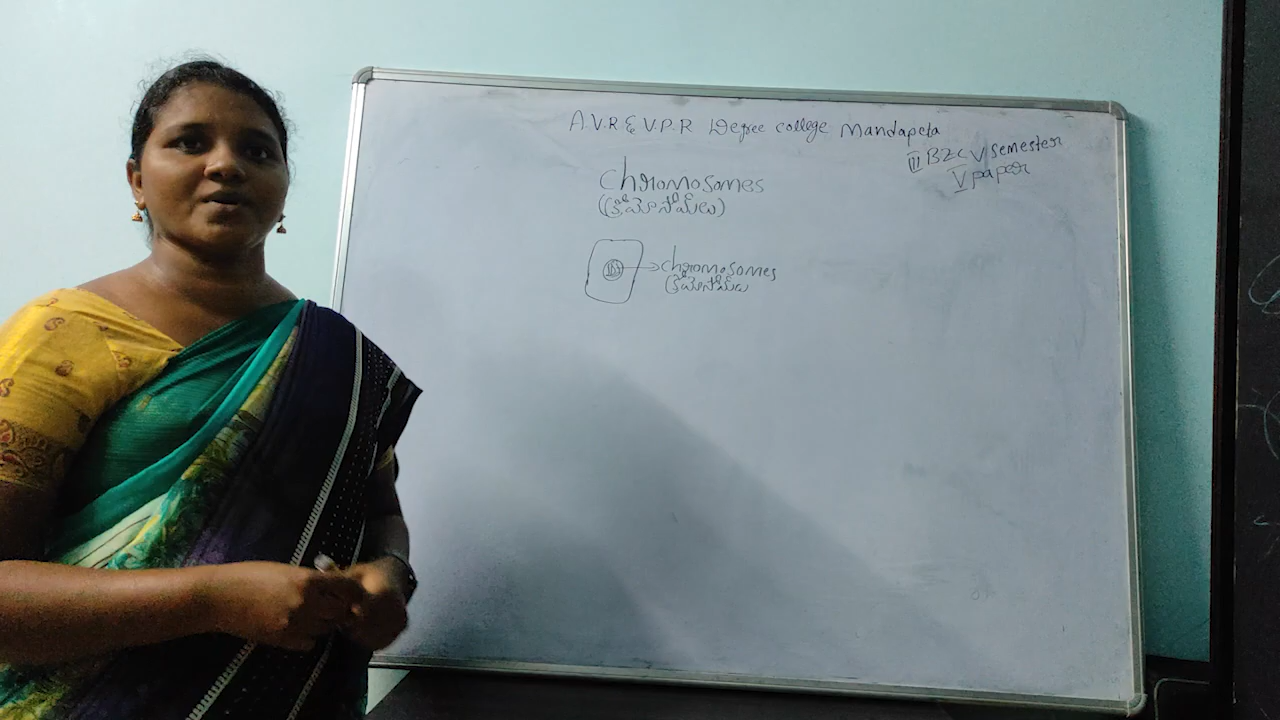 A.V.R & V.P.R Degree college Mandapeta
III BZC V semester
V paper
Chromosomes
(క్రోమోసోమ్‌లు)
Chromosomes
క్రోమోసోమ్‌లు